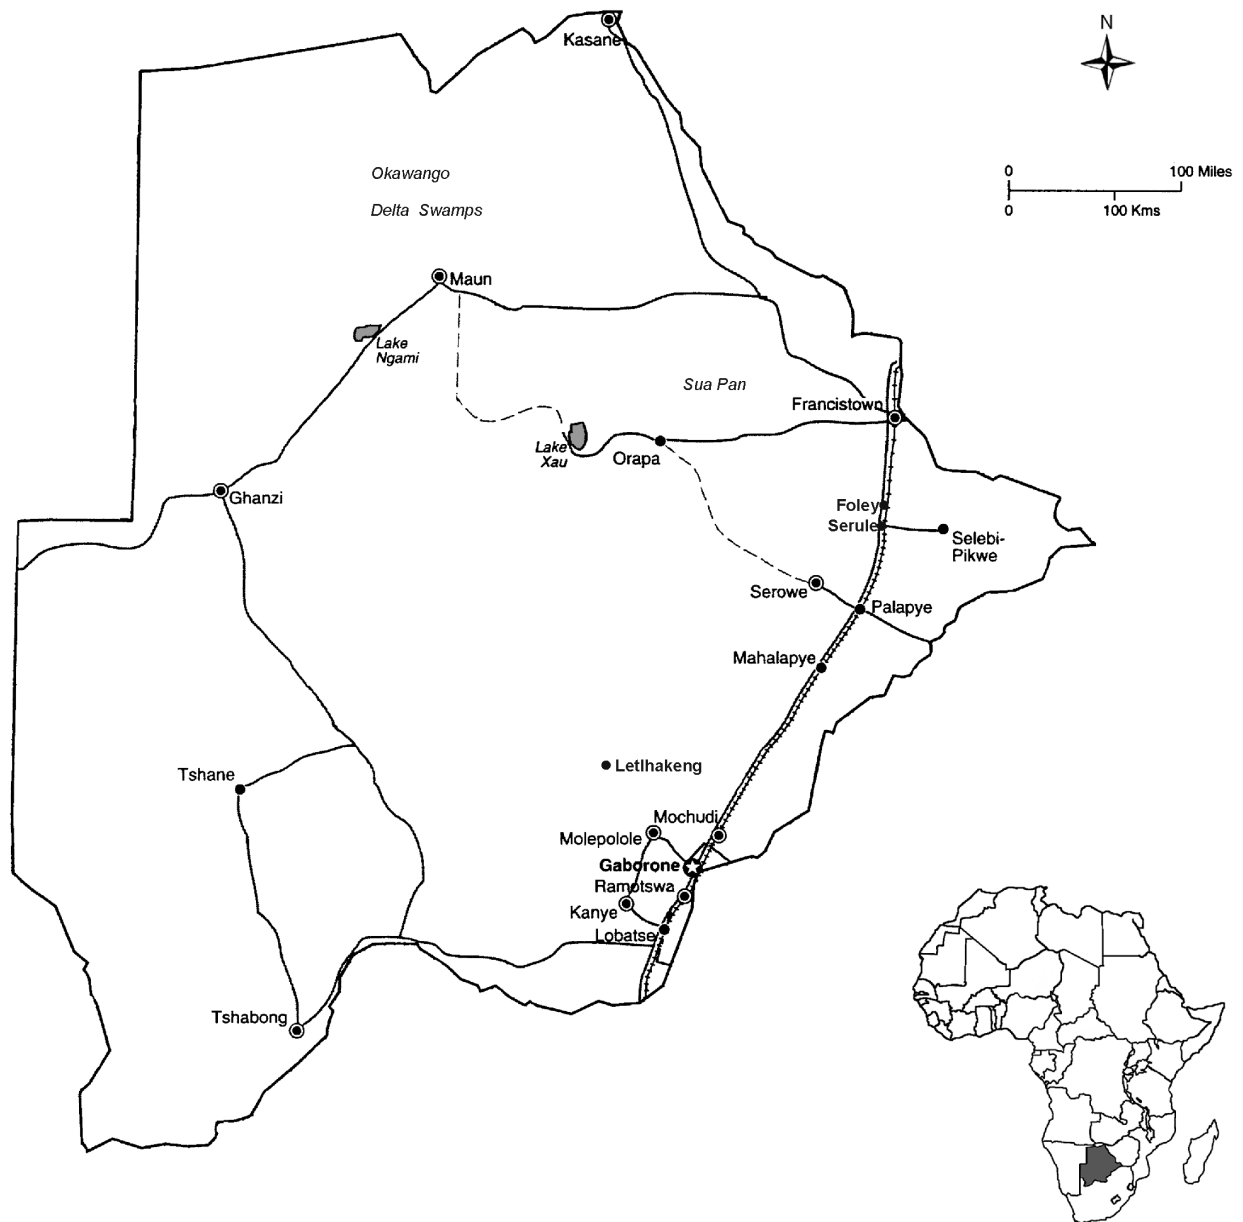 N
Kasane
0
100 Miles
0
100 Kms
Okawango
Delta Swamps
Maun
Lake
Ngami
Sua Pan
Francistown
Lake
Xau
Orapa
Ghanzi
Foley
Serule
Selebi-
Pikwe
Serowe
Palapye
Mahalapye
Letlhakeng
Tshane
Mochudi
Molepolole
Gaborone
Ramotswa
Kanye
Lobatse
Tshabong